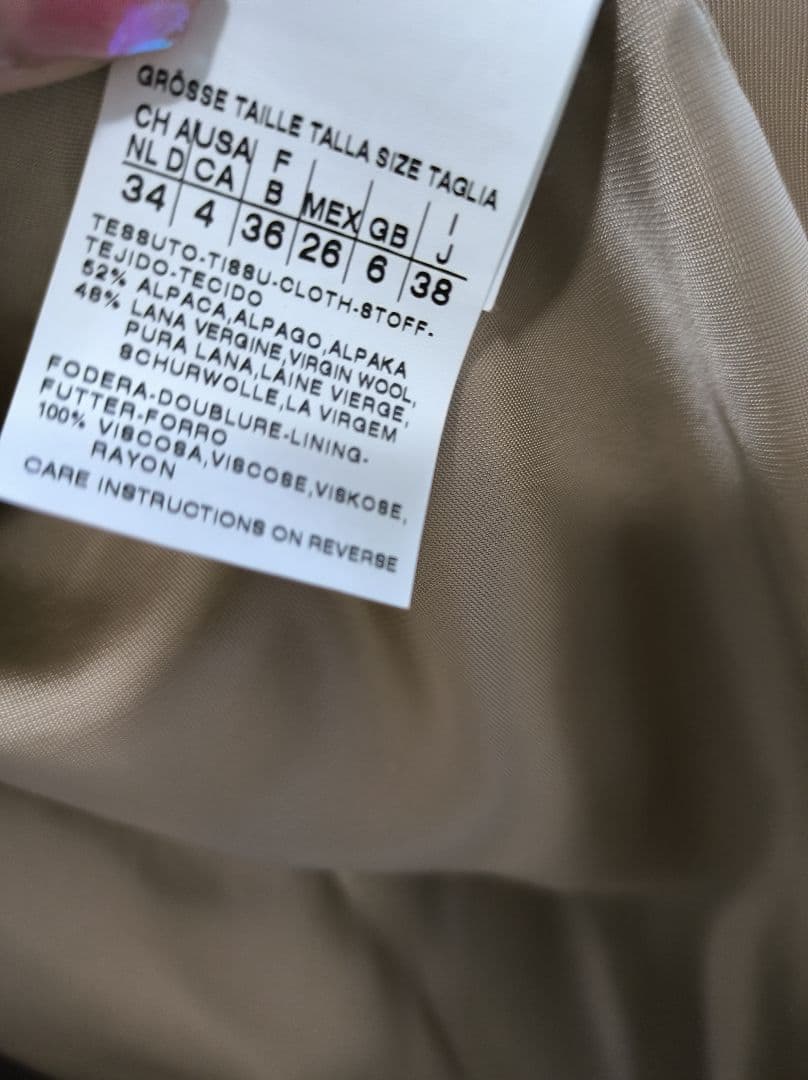 GRÖSSE TAILLE TALLA SIZE TAGLIA
CH A USA F I
NL D CA B MEX GB J
34 4 36 26 6 38
TESSUTO-TISSU-CLOTH-STOFF-
TEJIDO-TECIDO
52% ALPACA,ALPAGO,ALPAKA
48% LANA VERGINE,VIRGIN WOOL,
PURA LANA,LAINE VIERGE,
SCHURWOLLE,LA VIRGEM
FODERA-DOUBLURE-LINING-
FUTTER-FORRO
100% VISCOSA,VISCOSE,VISKOSE,
RAYON
CARE INSTRUCTIONS ON REVERSE